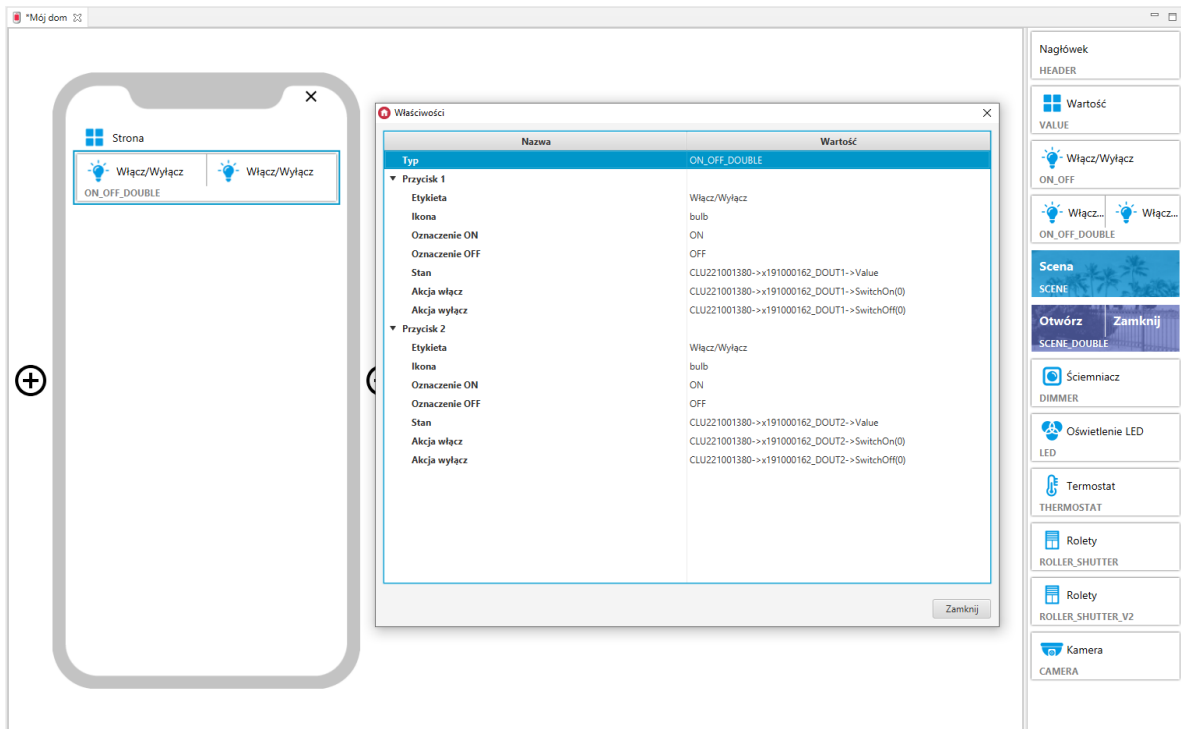 *Mój dom
Strona
Włącz/Wyłącz Włącz/Wyłącz
ON_OFF_DOUBLE
Właściwości
Nazwa Wartość
Typ ON_OFF_DOUBLE
Przycisk 1
Etykieta Włącz/Wyłącz
Ikona bulb
Oznaczenie ON ON
Oznaczenie OFF OFF
Stan CLU221001380->x191000162_DOUT1->Value
Akcja włącz CLU221001380->x191000162_DOUT1->SwitchOn(0)
Akcja wyłącz CLU221001380->x191000162_DOUT1->SwitchOff(0)
Przycisk 2
Etykieta Włącz/Wyłącz
Ikona bulb
Oznaczenie ON ON
Oznaczenie OFF OFF
Stan CLU221001380->x191000162_DOUT2->Value
Akcja włącz CLU221001380->x191000162_DOUT2->SwitchOn(0)
Akcja wyłącz CLU221001380->x191000162_DOUT2->SwitchOff(0)
Zamknij
Nagłówek
HEADER
Wartość
VALUE
Włącz/Wyłącz
ON_OFF
Włącz... Włącz...
ON_OFF_DOUBLE
Scena
SCENE
Otwórz Zamknij
SCENE_DOUBLE
Ściemniacz
DIMMER
Oświetlenie LED
LED
Termostat
THERMOSTAT
Rolety
ROLLER_SHUTTER
Rolety
ROLLER_SHUTTER_V2
Kamera
CAMERA